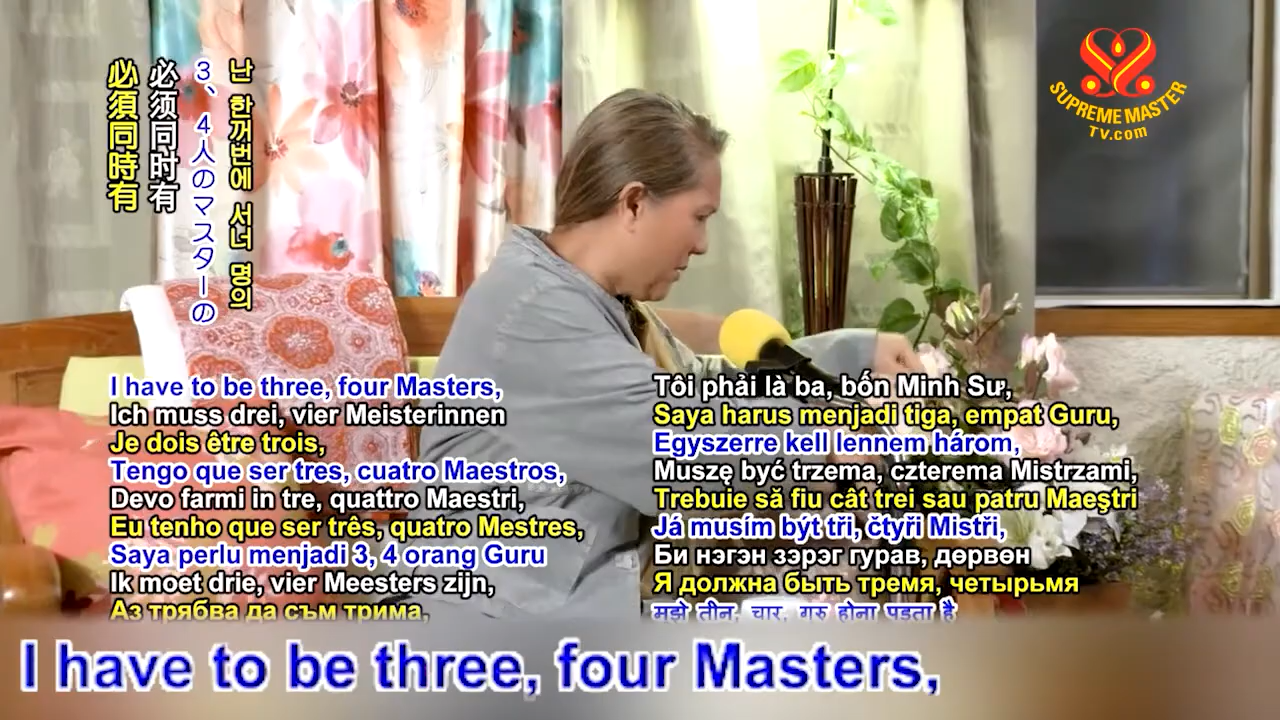 必須同時有
必须同时有
3、4人のマスターの
난 한꺼번에 서너 명의
SUPREME MASTER
TV.com
I have to be three, four Masters,
Ich muss drei, vier Meisterinnen
Je dois être trois,
Tengo que ser tres, cuatro Maestros,
Devo farmi in tre, quattro Maestri,
Eu tenho que ser três, quatro Mestres,
Saya perlu menjadi 3, 4 orang Guru
Ik moet drie, vier Meesters zijn,
Аз трябва да съм трима,
Tôi phải là ba, bốn Minh Sư,
Saya harus menjadi tiga, empat Guru,
Egyszerre kell lennem három,
Muszę być trzema, czterema Mistrzami,
Trebuie să fiu cât trei sau patru Maeştri
Já musím být tři, čtyři Mistři,
Би нэгэн зэрэг гурав, дөрвөн
Я должна быть тремя, четырьмя
मुझे तीन, चार, गुरु होना पड़ता है
I have to be three, four Masters,